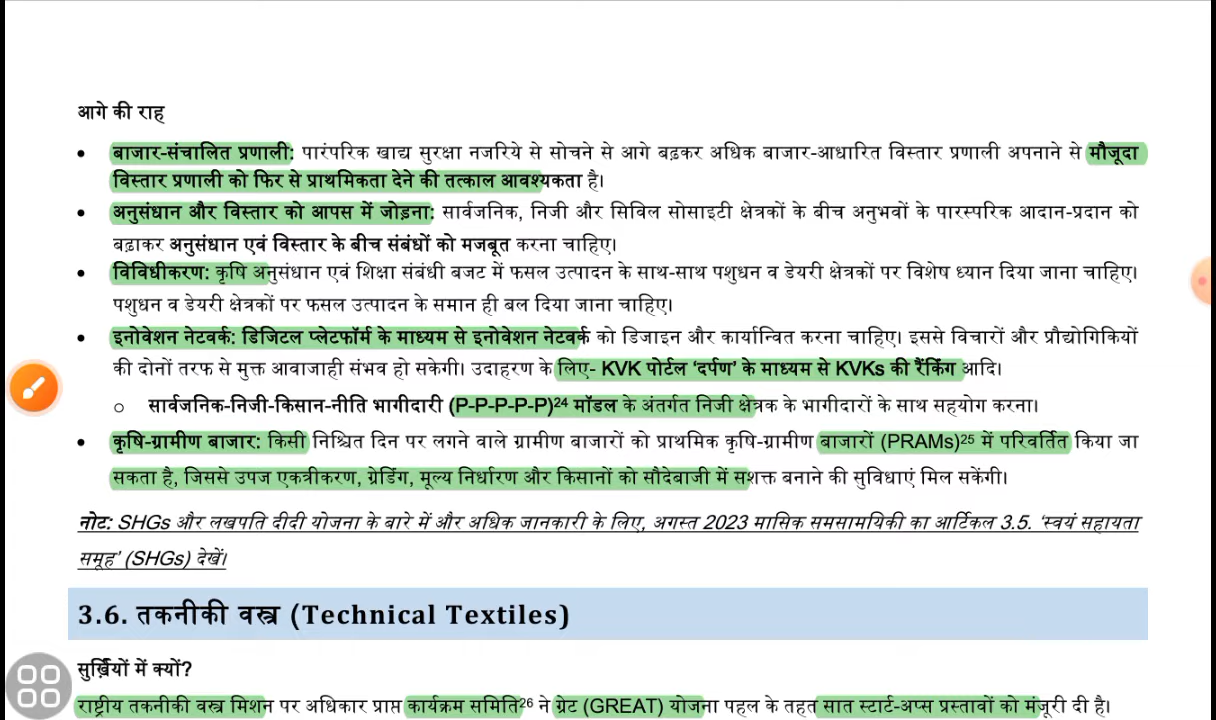 आगे की राह
• बाजार-संचालित प्रणाली: पारंपरिक खाद्य सुरक्षा नजरिये से सोचने से आगे बढ़कर अधिक बाजार-आधारित विस्तार प्रणाली अपनाने से मौजूदा
विस्तार प्रणाली को फिर से प्राथमिकता देने की तत्काल आवश्यकता है।
• अनुसंधान और विस्तार को आपस में जोड़ना: सार्वजनिक, निजी और सिविल सोसाइटी क्षेत्रकों के बीच अनुभवों के पारस्परिक आदान-प्रदान को
बढ़ाकर अनुसंधान एवं विस्तार के बीच संबंधों को मजबूत करना चाहिए।
• विविधीकरण: कृषि अनुसंधान एवं शिक्षा संबंधी बजट में फसल उत्पादन के साथ-साथ पशुधन व डेयरी क्षेत्रकों पर विशेष ध्यान दिया जाना चाहिए।
पशुधन व डेयरी क्षेत्रकों पर फसल उत्पादन के समान ही बल दिया जाना चाहिए।
• इनोवेशन नेटवर्क: डिजिटल प्लेटफॉर्म के माध्यम से इनोवेशन नेटवर्क को डिजाइन और कार्यान्वित करना चाहिए। इससे विचारों और प्रौद्योगिकियों
की दोनों तरफ से मुक्त आवाजाही संभव हो सकेगी। उदाहरण के लिए- KVK पोर्टल ‘दर्पण’ के माध्यम से KVKs की रैंकिंग आदि।
○ सार्वजनिक-निजी-किसान-नीति भागीदारी (P-P-P-P-P)²⁴ मॉडल के अंतर्गत निजी क्षेत्रक के भागीदारों के साथ सहयोग करना।
• कृषि-ग्रामीण बाजार: किसी निश्चित दिन पर लगने वाले ग्रामीण बाजारों को प्राथमिक कृषि-ग्रामीण बाजारों (PRAMs)²⁵ में परिवर्तित किया जा
सकता है, जिससे उपज एकत्रीकरण, ग्रेडिंग, मूल्य निर्धारण और किसानों को सौदेबाजी में सशक्त बनाने की सुविधाएं मिल सकेंगी।
नोट: SHGs और लखपति दीदी योजना के बारे में और अधिक जानकारी के लिए, अगस्त 2023 मासिक समसामयिकी का आर्टिकल 3.5. ‘स्वयं सहायता
समूह’ (SHGs) देखें।
3.6. तकनीकी वस्त्र (Technical Textiles)
सुर्ख़ियों में क्यों?
राष्ट्रीय तकनीकी वस्त्र मिशन पर अधिकार प्राप्त कार्यक्रम समिति²⁶ ने ग्रेट (GREAT) योजना पहल के तहत सात स्टार्ट-अप्स प्रस्तावों को मंजूरी दी है।